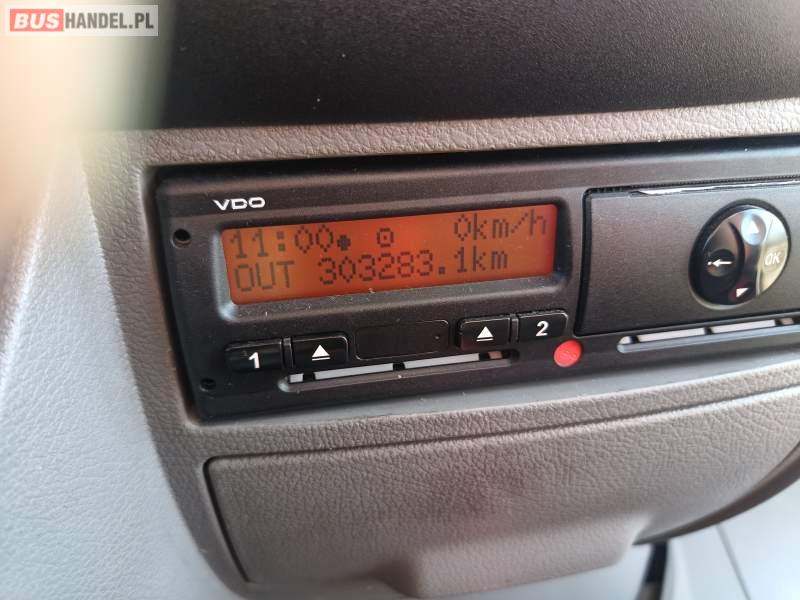 BUSHANDEL.PL
VDO
11:00• ⊙ 0km/h
OUT 303283.1km
1 2
OK